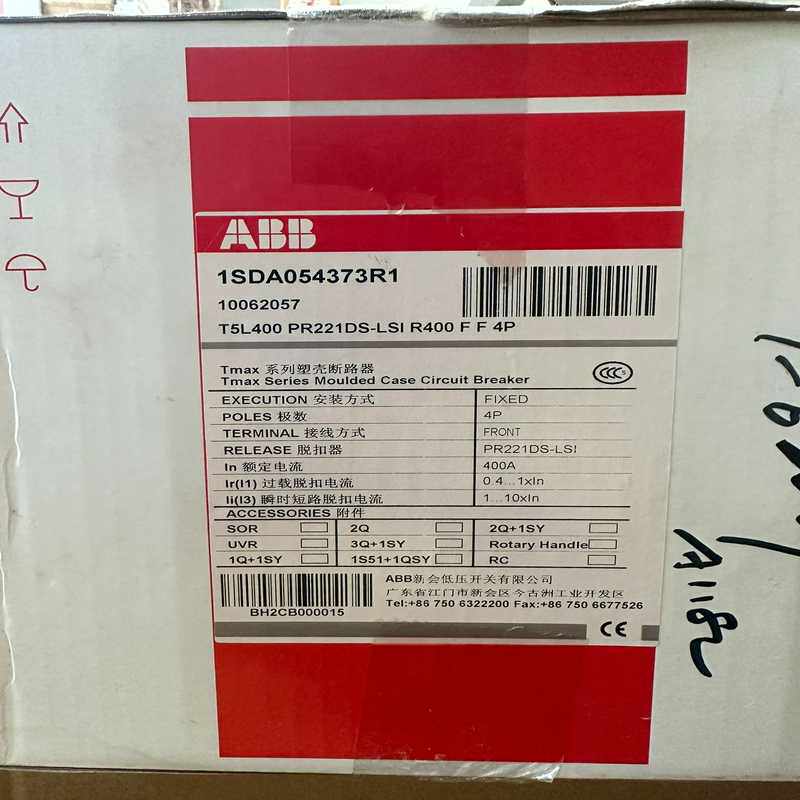 ABB
1SDA054373R1
10062057
T5L400 PR221DS-LSI R400 F F 4P
Tmax 系列塑壳断路器
Tmax Series Moulded Case Circuit Breaker
CCC S
EXECUTION 安装方式 FIXED
POLES 极数 4P
TERMINAL 接线方式 FRONT
RELEASE 脱扣器 PR221DS-LSI
In 额定电流 400A
Ir(I1) 过载脱扣电流 0.4...1xIn
Ii(I3) 瞬时短路脱扣电流 1...10xIn
ACCESSORIES 附件
SOR 2Q 2Q+1SY
UVR 3Q+1SY Rotary Handle
1Q+1SY 1S51+1QSY RC
BH2CB000015
ABB新会低压开关有限公司
广东省江门市新会区今古洲工业开发区
Tel:+86 750 6322200 Fax:+86 750 6677526
CE